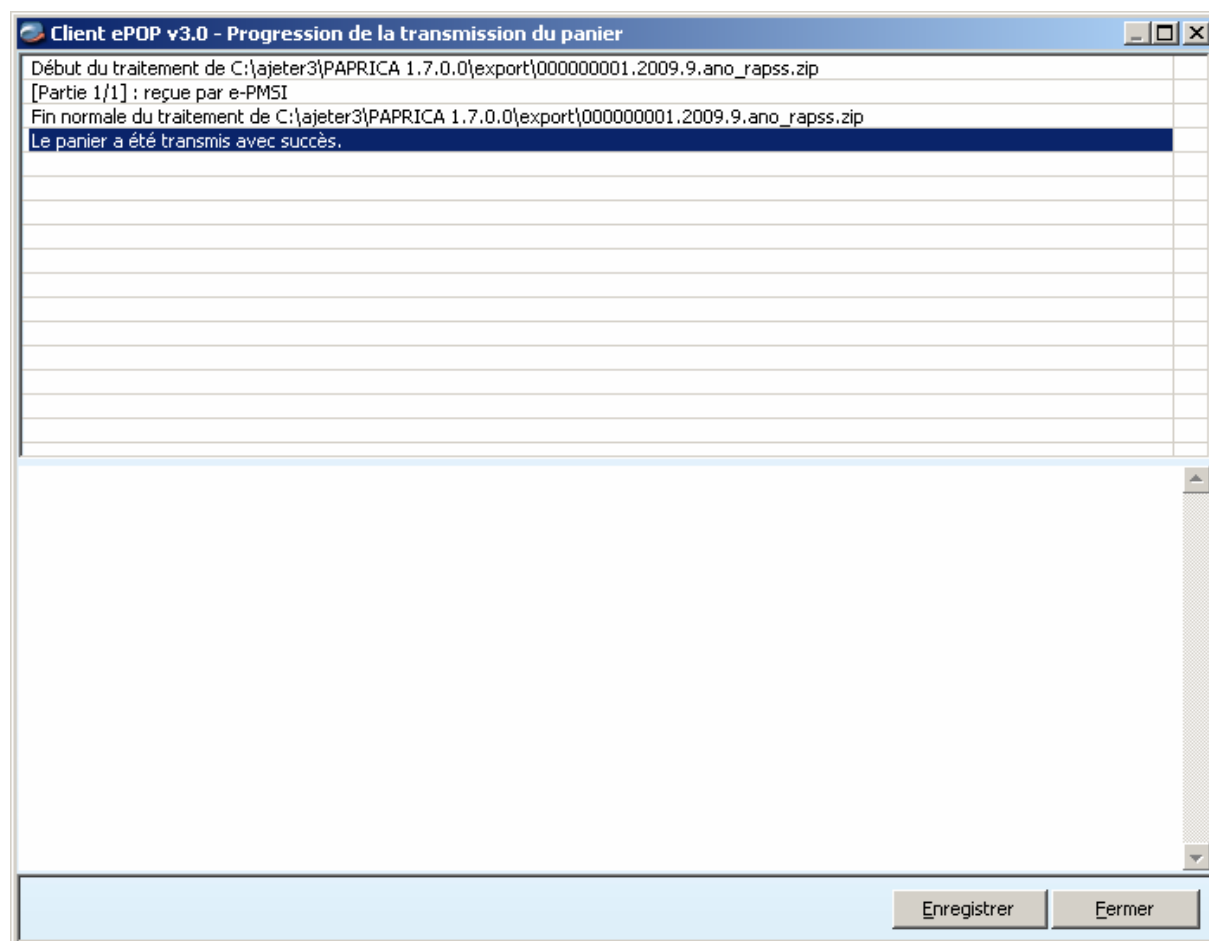 Client ePOP v3.0 - Progression de la transmission du panier
Début du traitement de C:\ajeter3\PAPRICA 1.7.0.0\export\000000001.2009.9.ano_rapss.zip
[Partie 1/1] : reçue par e-PMSI
Fin normale du traitement de C:\ajeter3\PAPRICA 1.7.0.0\export\000000001.2009.9.ano_rapss.zip
Le panier a été transmis avec succès.
Enregistrer Fermer